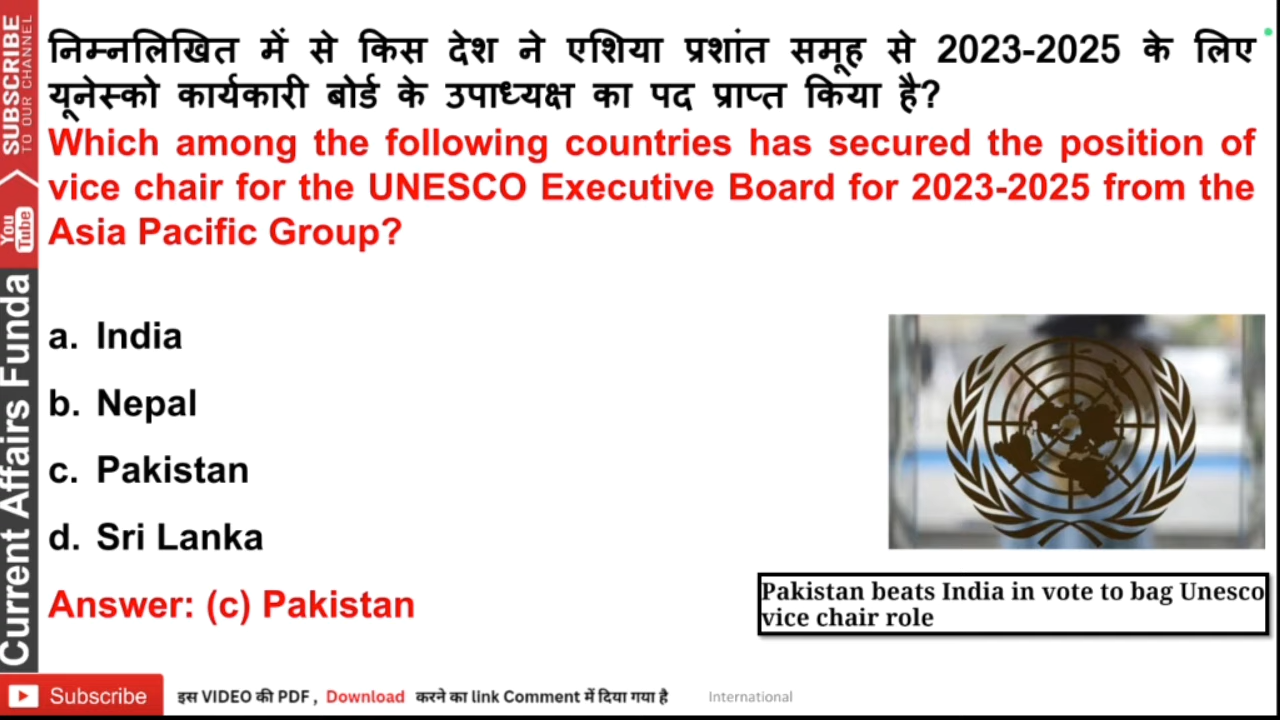 निम्नलिखित में से किस देश ने एशिया प्रशांत समूह से 2023-2025 के लिए
यूनेस्को कार्यकारी बोर्ड के उपाध्यक्ष का पद प्राप्त किया है?
Which among the following countries has secured the position of
vice chair for the UNESCO Executive Board for 2023-2025 from the
Asia Pacific Group?
a. India
b. Nepal
c. Pakistan
d. Sri Lanka
Answer: (c) Pakistan
Pakistan beats India in vote to bag Unesco
vice chair role
SUBSCRIBE
TO OUR CHANNEL
You
Tube
Current Affairs Funda
Subscribe
इस VIDEO की PDF , Download करने का link Comment में दिया गया है
International